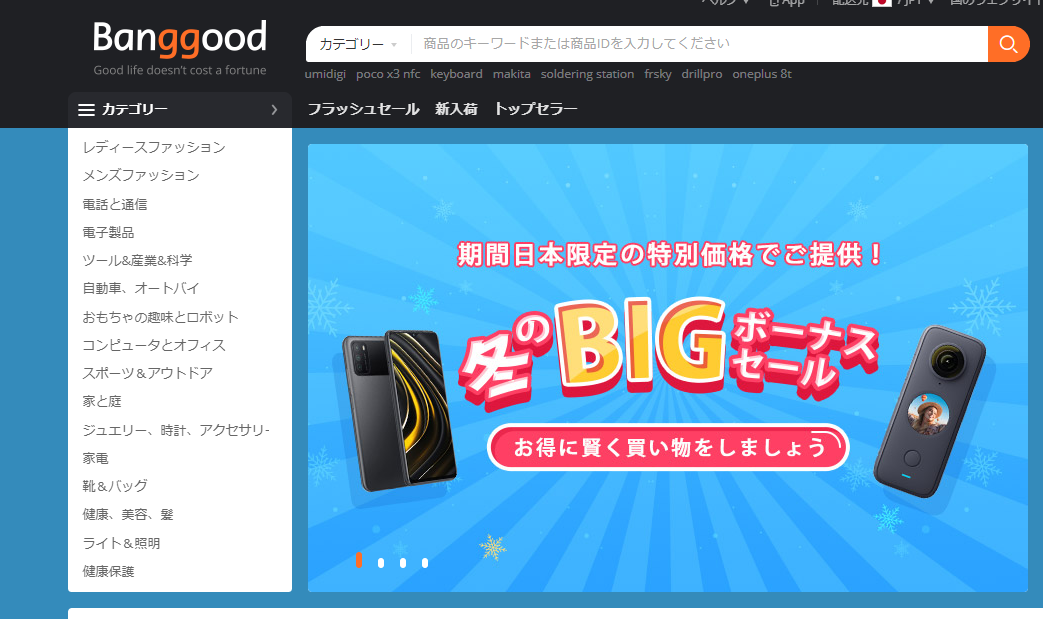 ヘルプ
App
配送先
/JPY
国のウェブサイト
Banggood
Good life doesn't cost a fortune
カテゴリー
商品のキーワードまたは商品IDを入力してください
umidigi poco x3 nfc keyboard makita soldering station frsky drillpro oneplus 8t
カテゴリー
フラッシュセール 新入荷 トップセラー
レディースファッション
メンズファッション
電話と通信
電子製品
ツール&産業&科学
自動車、オートバイ
おもちゃの趣味とロボット
コンピュータとオフィス
スポーツ&アウトドア
家と庭
ジュエリー、時計、アクセサリ-
家電
靴&バッグ
健康、美容、髪
ライト&照明
健康保護
期間日本限定の特別価格でご提供!
冬のBIGボーナス
セール
お得に賢く買い物をしましょう